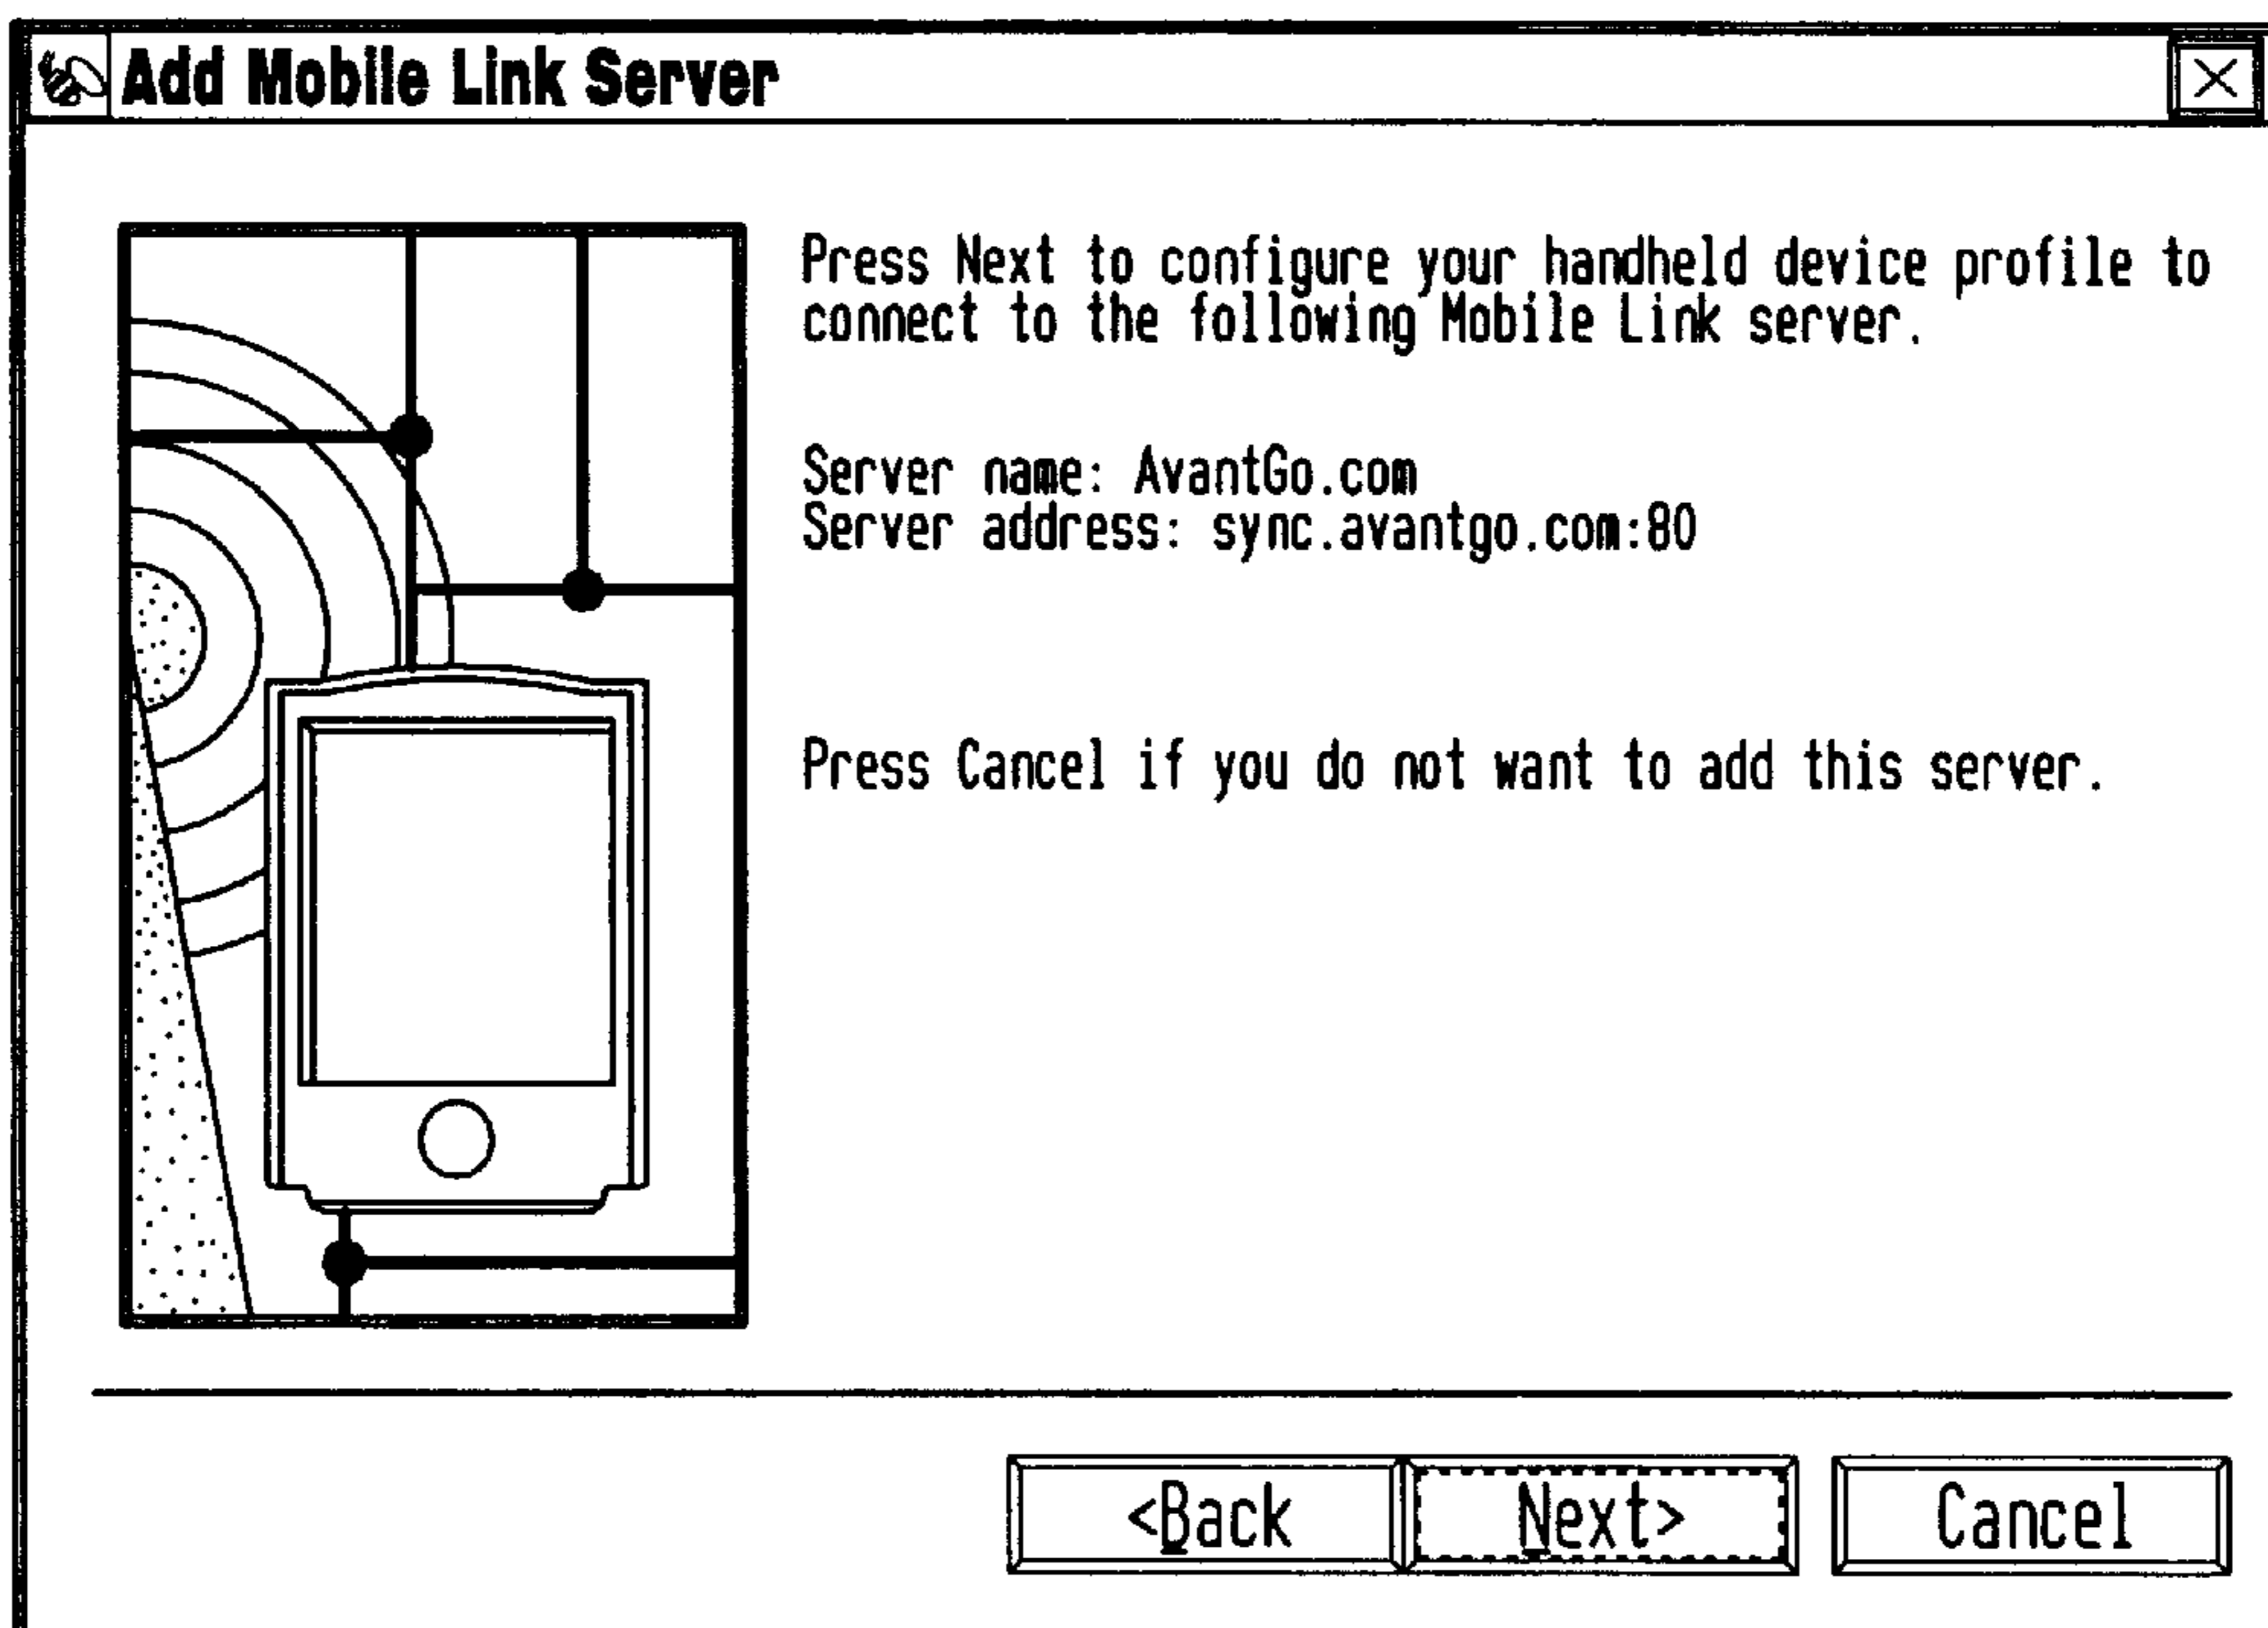 Add Mobile Link Server
Press Next to configure your handheld device profile to
connect to the following Mobile Link server.
Server name: AvantGo.com
Server address: sync.avantgo.com:80
Press Cancel if you do not want to add this server.
<Back
Next>
Cancel